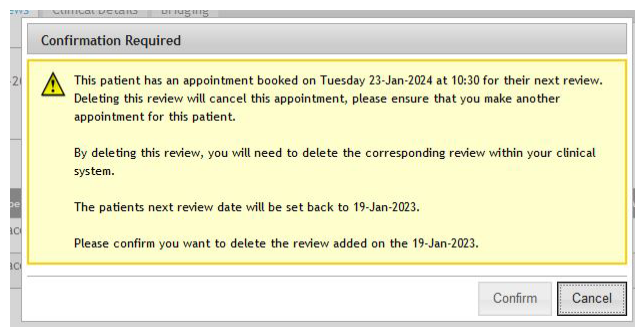 Clinical Details Bridging
Confirmation Required
This patient has an appointment booked on Tuesday 23-Jan-2024 at 10:30 for their next review.
Deleting this review will cancel this appointment, please ensure that you make another
appointment for this patient.
By deleting this review, you will need to delete the corresponding review within your clinical
system.
The patients next review date will be set back to 19-Jan-2023.
Please confirm you want to delete the review added on the 19-Jan-2023.
Confirm Cancel